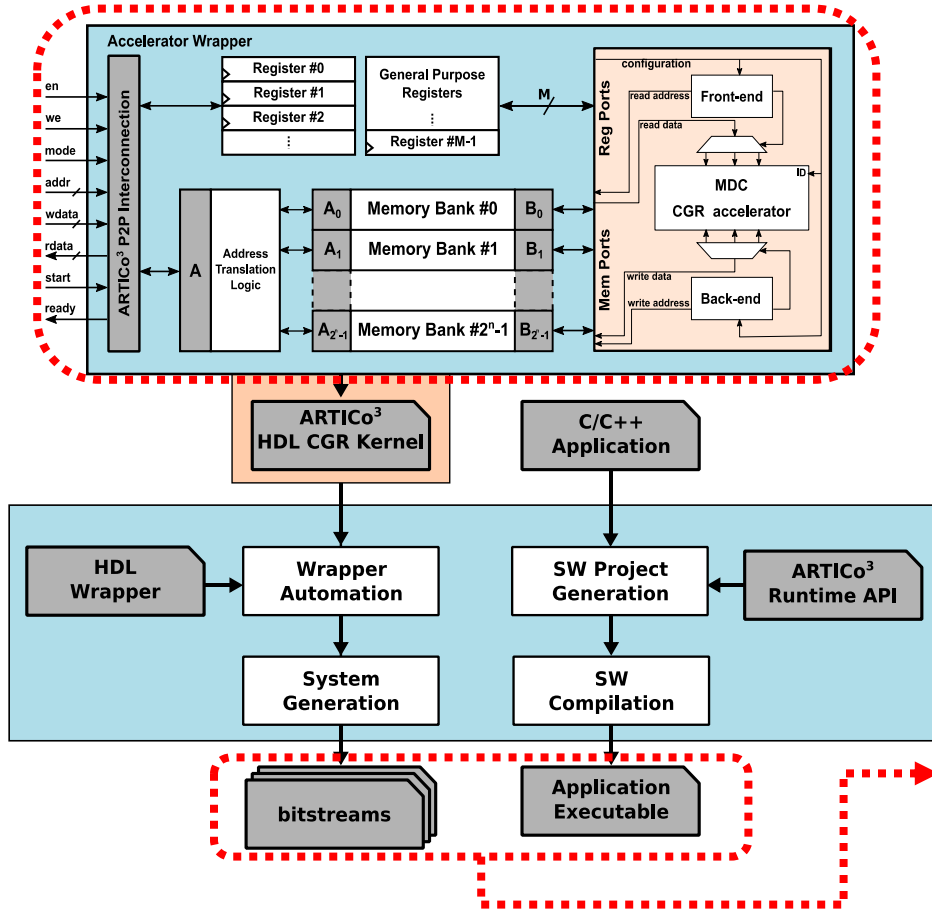 Accelerator Wrapper
en
we
mode
addr
wdata
rdata
start
ready
ARTICo³ P2P Interconnection
Register #0
Register #1
Register #2
⋮
General Purpose
Registers
⋮
Register #M-1
M
A
Address
Translation
Logic
A₀ Memory Bank #0 B₀
A₁ Memory Bank #1 B₁
A₂ⁿ₋₁ Memory Bank #2ⁿ-1 B₂ⁿ₋₁
Reg Ports
Mem Ports
configuration
Front-end
read address
read data
ID
MDC
CGR accelerator
write data
write address
Back-end
ARTICo³
HDL CGR Kernel
C/C++
Application
HDL
Wrapper
Wrapper
Automation
SW Project
Generation
ARTICo³
Runtime API
System
Generation
SW
Compilation
bitstreams
Application
Executable